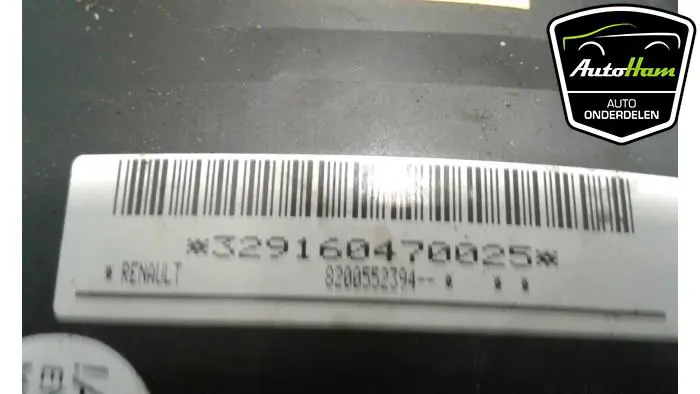 AutoHam
AUTO
ONDERDELEN
*329160470025*
* RENAULT 8200552394-- * * *